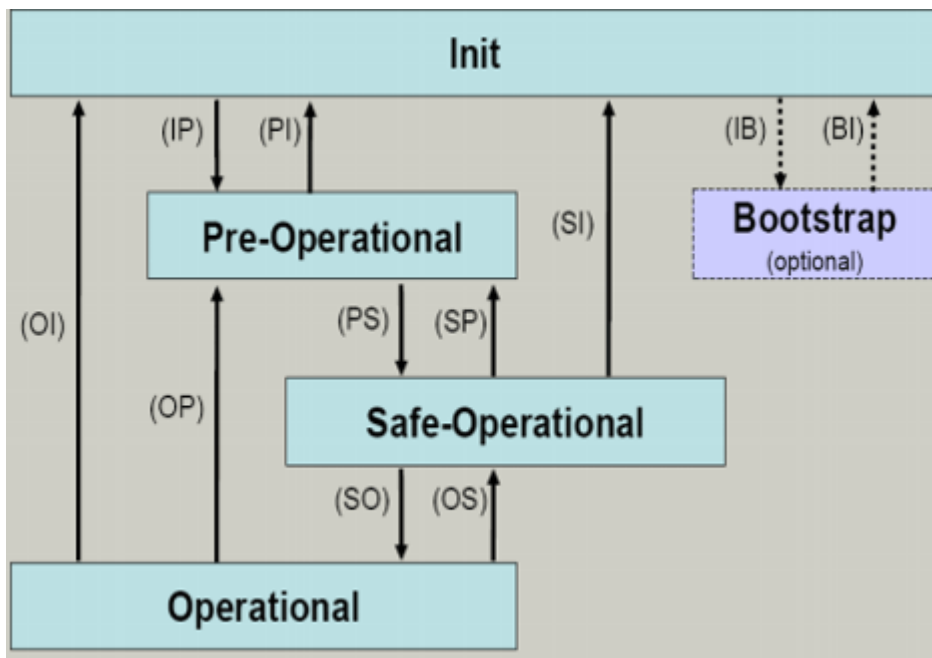 Init
(IP)
(PI)
(IB)
(BI)
(SI)
Pre-Operational
Bootstrap
(optional)
(OI)
(PS)
(SP)
(OP)
Safe-Operational
(SO)
(OS)
Operational